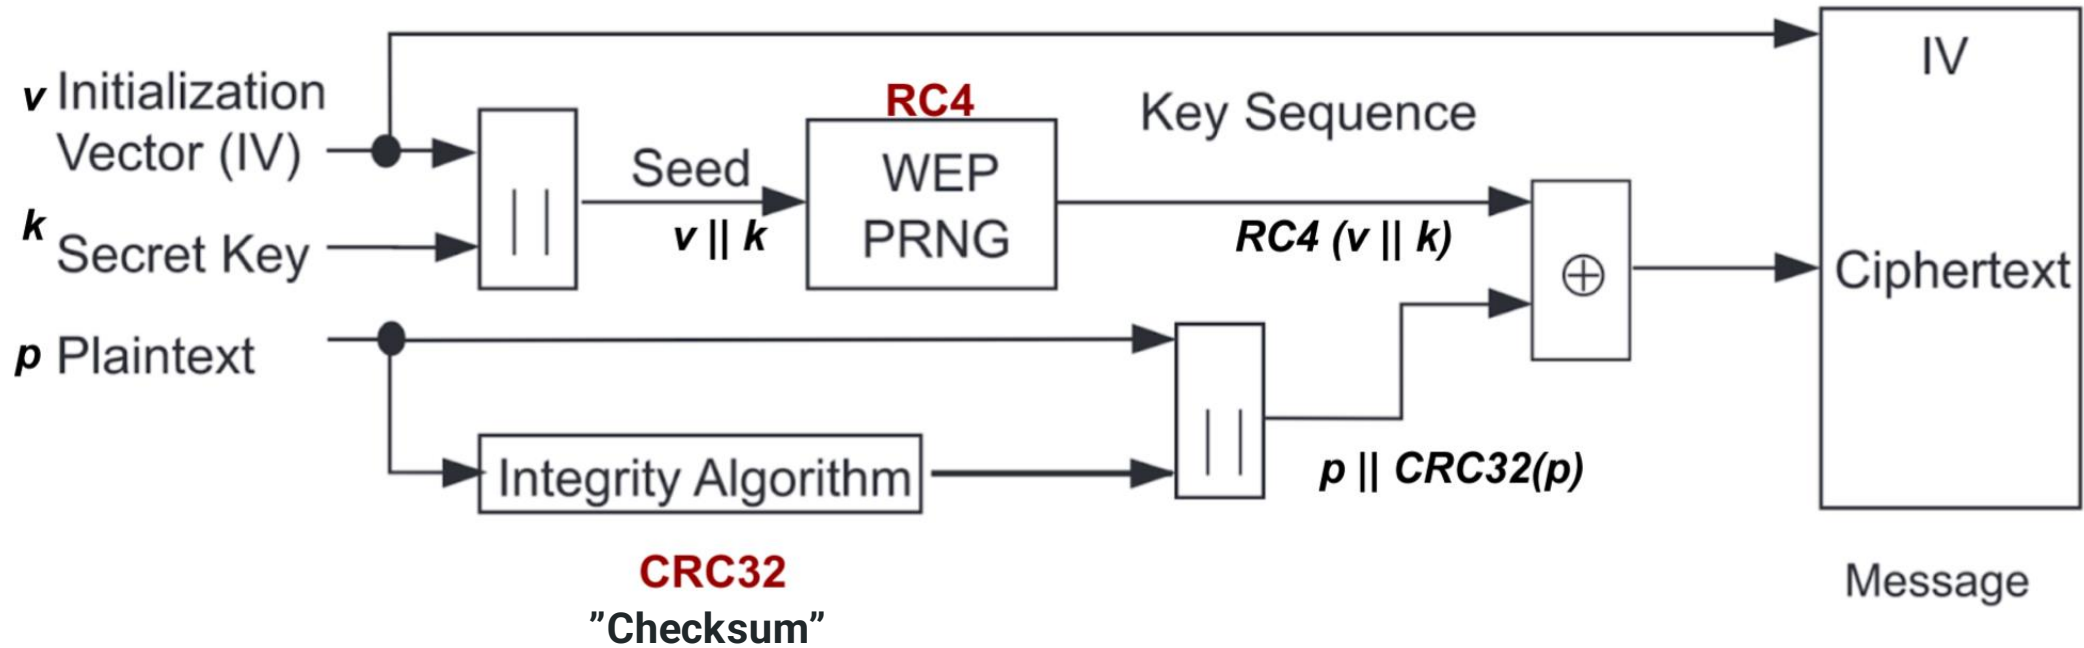 v Initialization
Vector (IV)
k
Secret Key
p Plaintext
||
Seed
v || k
RC4
WEP
PRNG
Key Sequence
RC4 (v || k)
⊕
IV
Ciphertext
Integrity Algorithm
||
p || CRC32(p)
CRC32
”Checksum”
Message